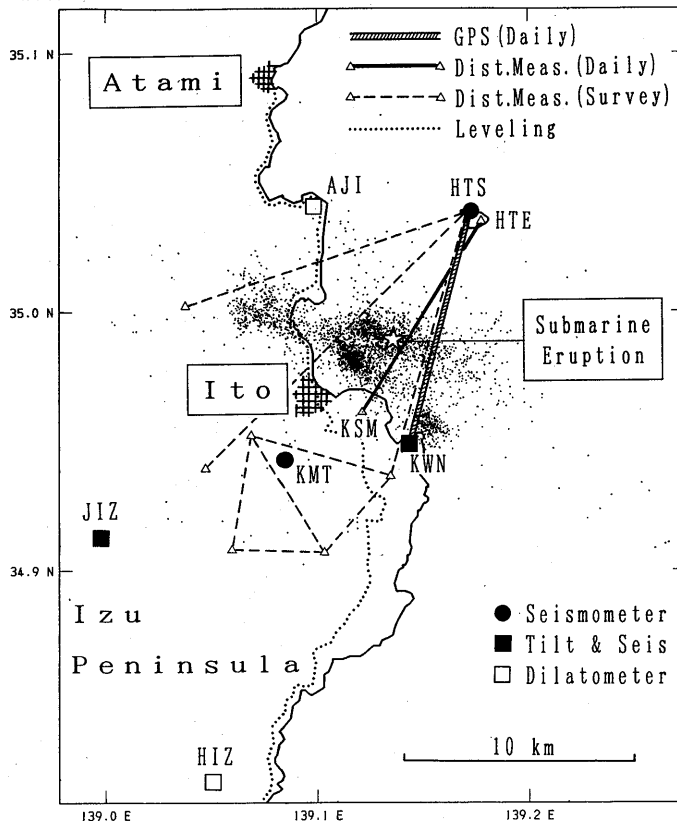 35.1 N
GPS(Daily)
Atami
Dist.Meas.(Daily)
Dist.Meas.(Survey)
Leveling
AJI
HTS
HTE
35.0 N
Submarine
Eruption
Ito
KSM
KWN
KMT
JIZ
34.9 N
Izu
Peninsula
Seismometer
Tilt & Seis
Dilatometer
10 km
HIZ
139.0 E
139.1 E
139.2 E